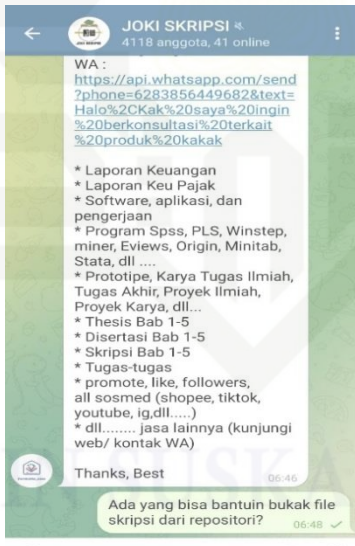 JOKI SKRIPSI
4118 anggota, 41 online
WA :
https://api.whatsapp.com/send
?phone=6283856449682&text=
Halo%2CKak%20saya%20ingin
%20berkonsultasi%20terkait
%20produk%20kakak
* Laporan Keuangan
* Laporan Keu Pajak
* Software, aplikasi, dan
pengerjaan
* Program Spss, PLS, Winstep,
miner, Eviews, Origin, Minitab,
Stata, dll ....
* Prototipe, Karya Tugas Ilmiah,
Tugas Akhir, Proyek Ilmiah,
Proyek Karya, dll...
* Thesis Bab 1-5
* Disertasi Bab 1-5
* Skripsi Bab 1-5
* Tugas-tugas
* promote, like, followers,
all sosmed (shopee, tiktok,
youtube, ig,dll.....)
* dll........ jasa lainnya (kunjungi
web/ kontak WA)
Thanks, Best
06:46
Ada yang bisa bantuin bukak file
skripsi dari repositori?
06:48